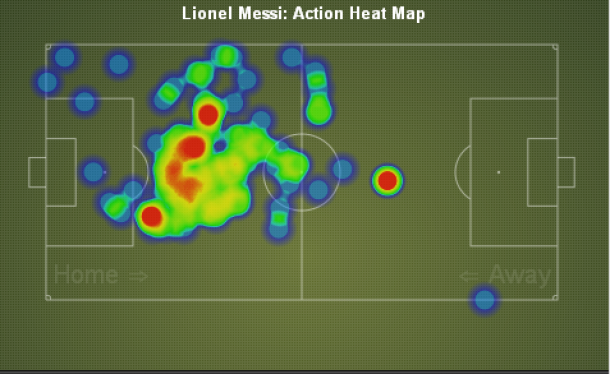 Lionel Messi: Action Heat Map
Home ⇒
⇐ Away